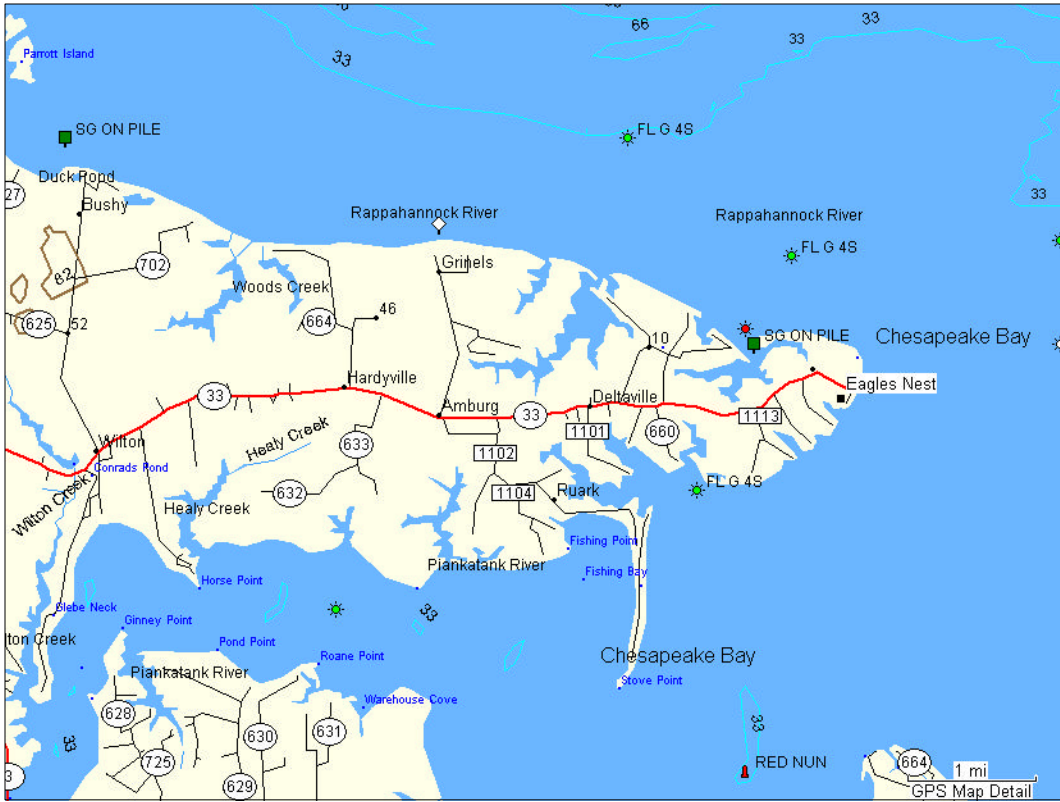 33
66
33
33
Parrott Island
SG ON PILE
FL G 4S
Duck Pond
27
33
Bushy
Rappahannock River
Rappahannock River
FL G 4S
702
82
Grinels
Woods Creek
46
625
52
664
SG ON PILE
10
Chesapeake Bay
Hardyville
Eagles Nest
33
Deltaville
Amburg
33
1113
1101
660
Healy Creek
633
Wilton
1102
Conrads Pond
FL G 4S
632
1104
Ruark
Wilton Creek
Healy Creek
Fishing Point
Piankatank River
Fishing Bay
Horse Point
Glebe Neck
33
Ginney Point
lton Creek
Pond Point
Chesapeake Bay
Roane Point
Piankatank River
Stove Point
Warehouse Cove
628
33
630
631
33
725
RED NUN
664
3
629
1 mi
GPS Map Detail